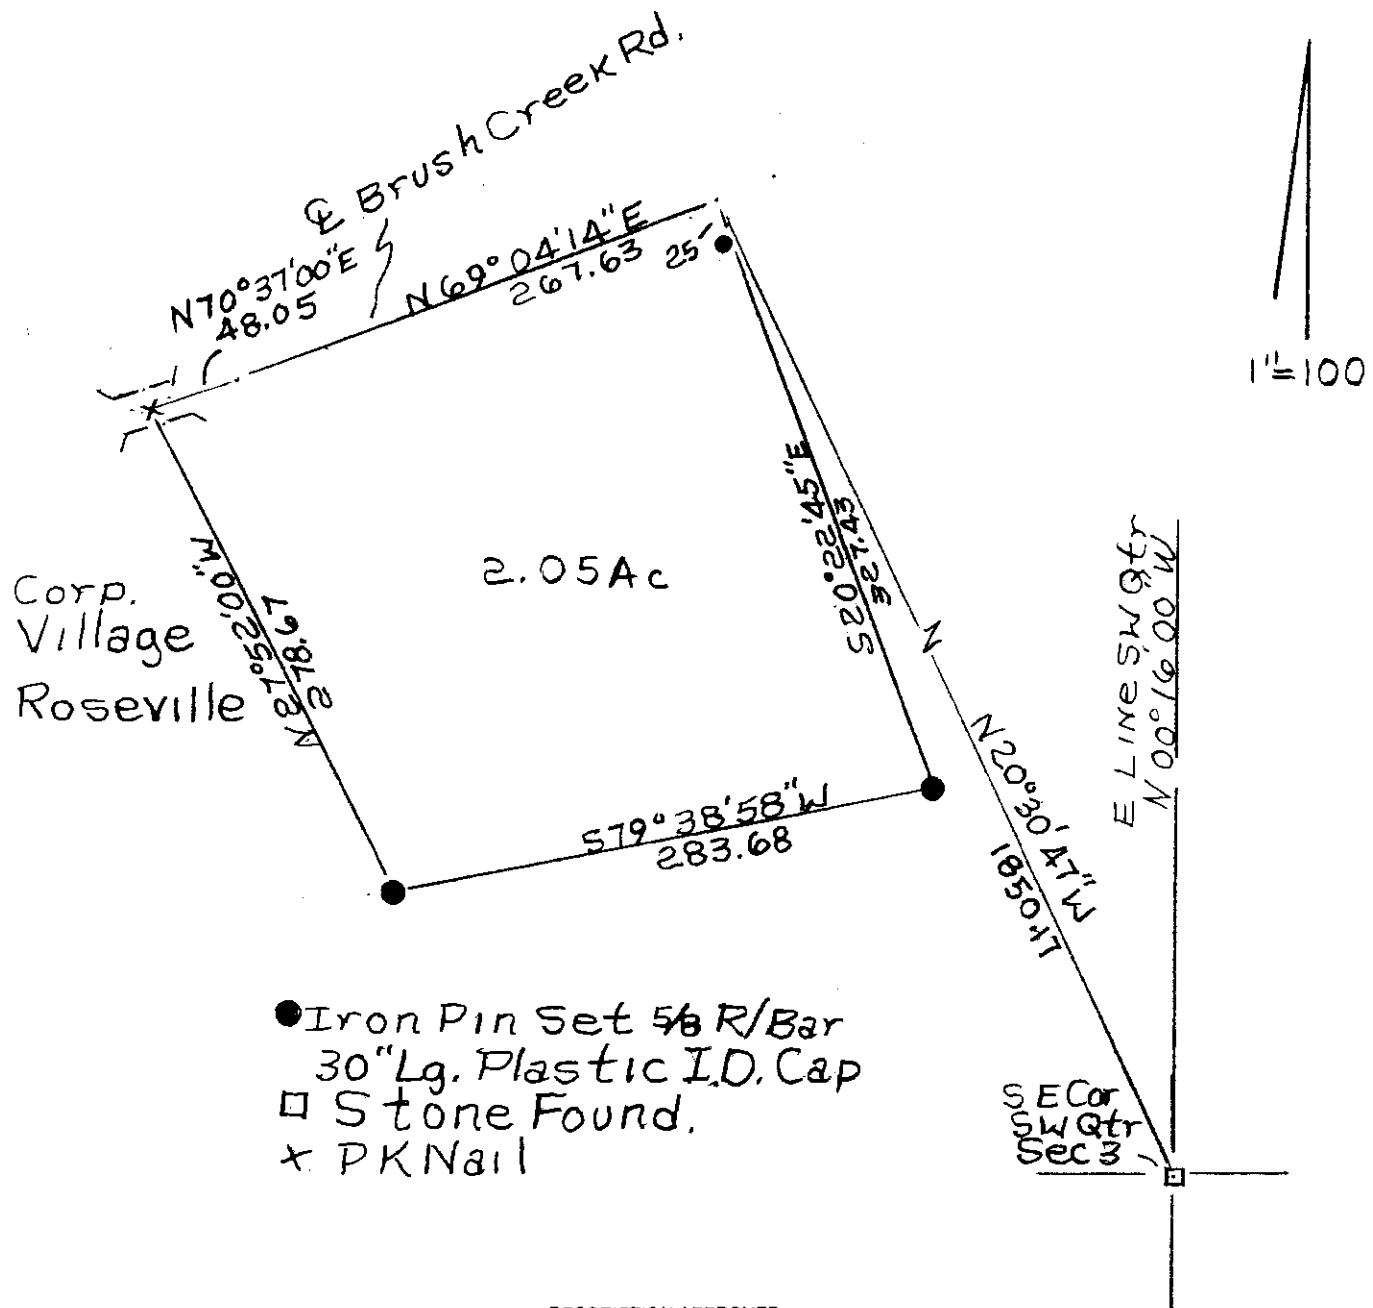 ℄ Brush Creek Rd.
N70°37'00"E
48.05
N69°04'14"E
267.63
25'
1"=100
S20°22'45"E
327.43
2.05Ac
Corp.
Village
Roseville
N27°52'00"W
278.67
S79°38'58"W
283.68
N
N20°30'47"W
E Line SW Qtr
N00°16'00"W
●Iron Pin Set 5/8 R/Bar
30"Lg. Plastic I.D. Cap
□ Stone Found.
x PK Nail
S E Cor
SW Qtr
Sec 3